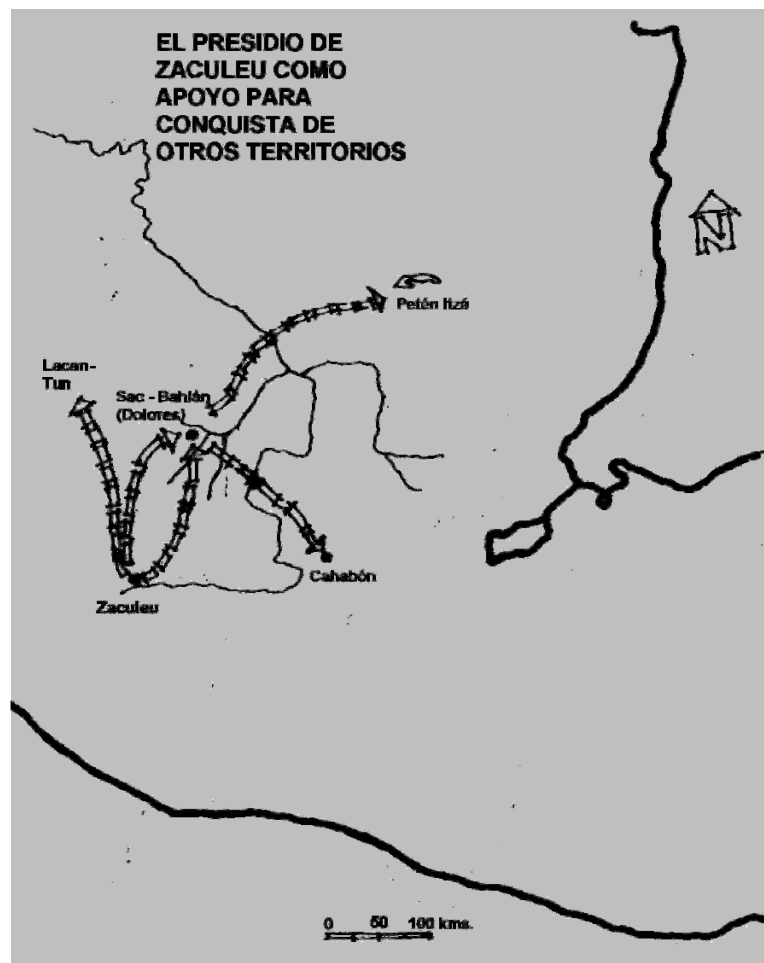 EL PRESIDIO DE
ZACULEU COMO
APOYO PARA
CONQUISTA DE
OTROS TERRITORIOS
N
Petén Itzá
Lacan-
Tun
Sac - Bahlán
(Dolores)
Cahabón
Zaculeu
0 50 100 kms.